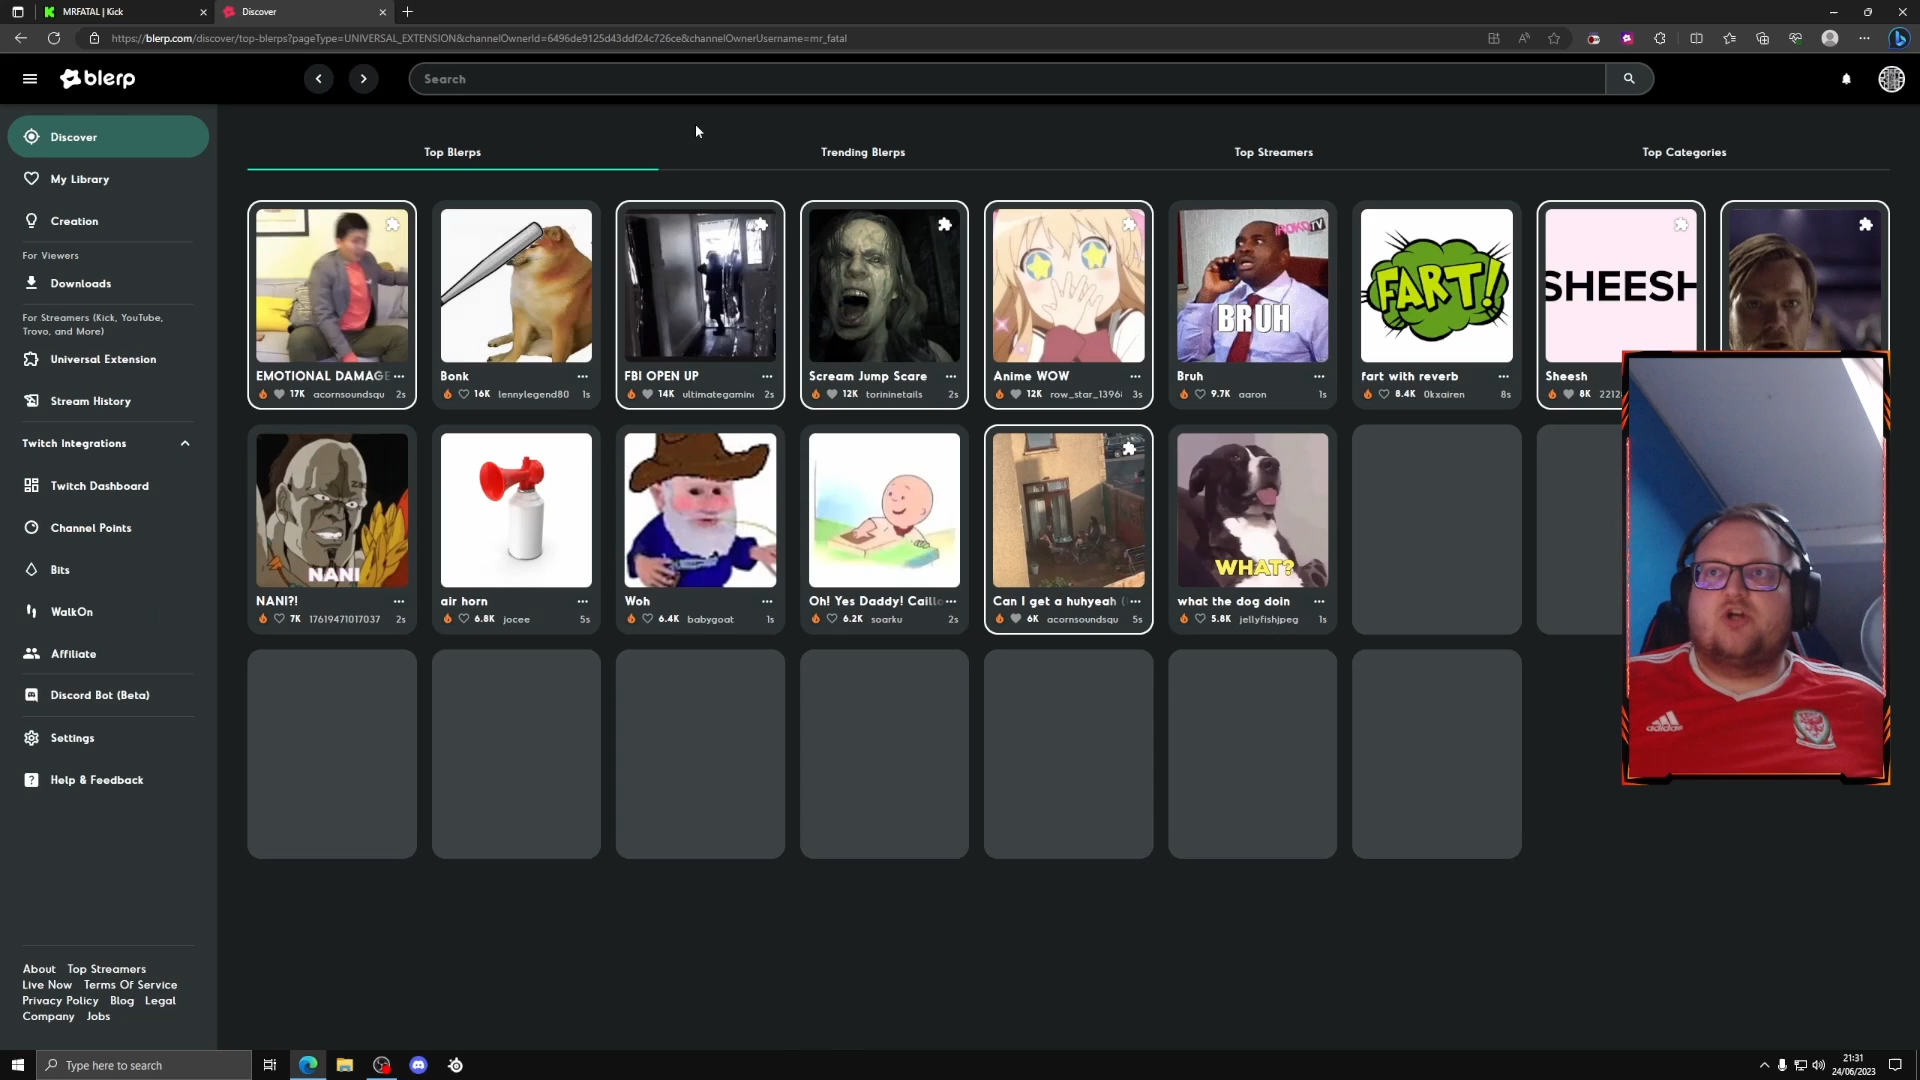 MRFATAL | Kick
Discover
https://blerp.com/discover/top-blerps?pageType=UNIVERSAL_EXTENSION&channelOwnerId=6496de9125d43ddf24c726ce&channelOwnerUsername=mr_fatal
blerp
Search
Discover
My Library
Creation
For Viewers
Downloads
For Streamers (Kick, YouTube,
Trovo, and More)
Universal Extension
Stream History
Twitch Integrations
Twitch Dashboard
Channel Points
Bits
WalkOn
Affiliate
Discord Bot (Beta)
Settings
Help & Feedback
About Top Streamers
Live Now Terms Of Service
Privacy Policy Blog Legal
Company Jobs
Top Blerps
Trending Blerps
Top Streamers
Top Categories
IROKOTV
BRUH
FART!
SHEESH
EMOTIONAL DAMAGE
17K acornsoundsqu 2s
Bonk
16K lennylegend80 1s
FBI OPEN UP
14K ultimategaming 2s
Scream Jump Scare
12K torininetails 2s
Anime WOW
12K row_star_1396 3s
Bruh
9.7K aaron 1s
fart with reverb
8.4K 0kxairen 8s
Sheesh
8K 2212
NANI
WHAT?
NANI?!
7K 17619471017037 2s
air horn
6.8K jocee 5s
Woh
6.4K babygoat 1s
Oh! Yes Daddy! Caillo
6.2K soarku 2s
Can I get a huhyeah (
6K acornsoundsqu 5s
what the dog doin
5.8K jellyfishjpeg 1s
adidas
Type here to search
21:31
24/06/2023